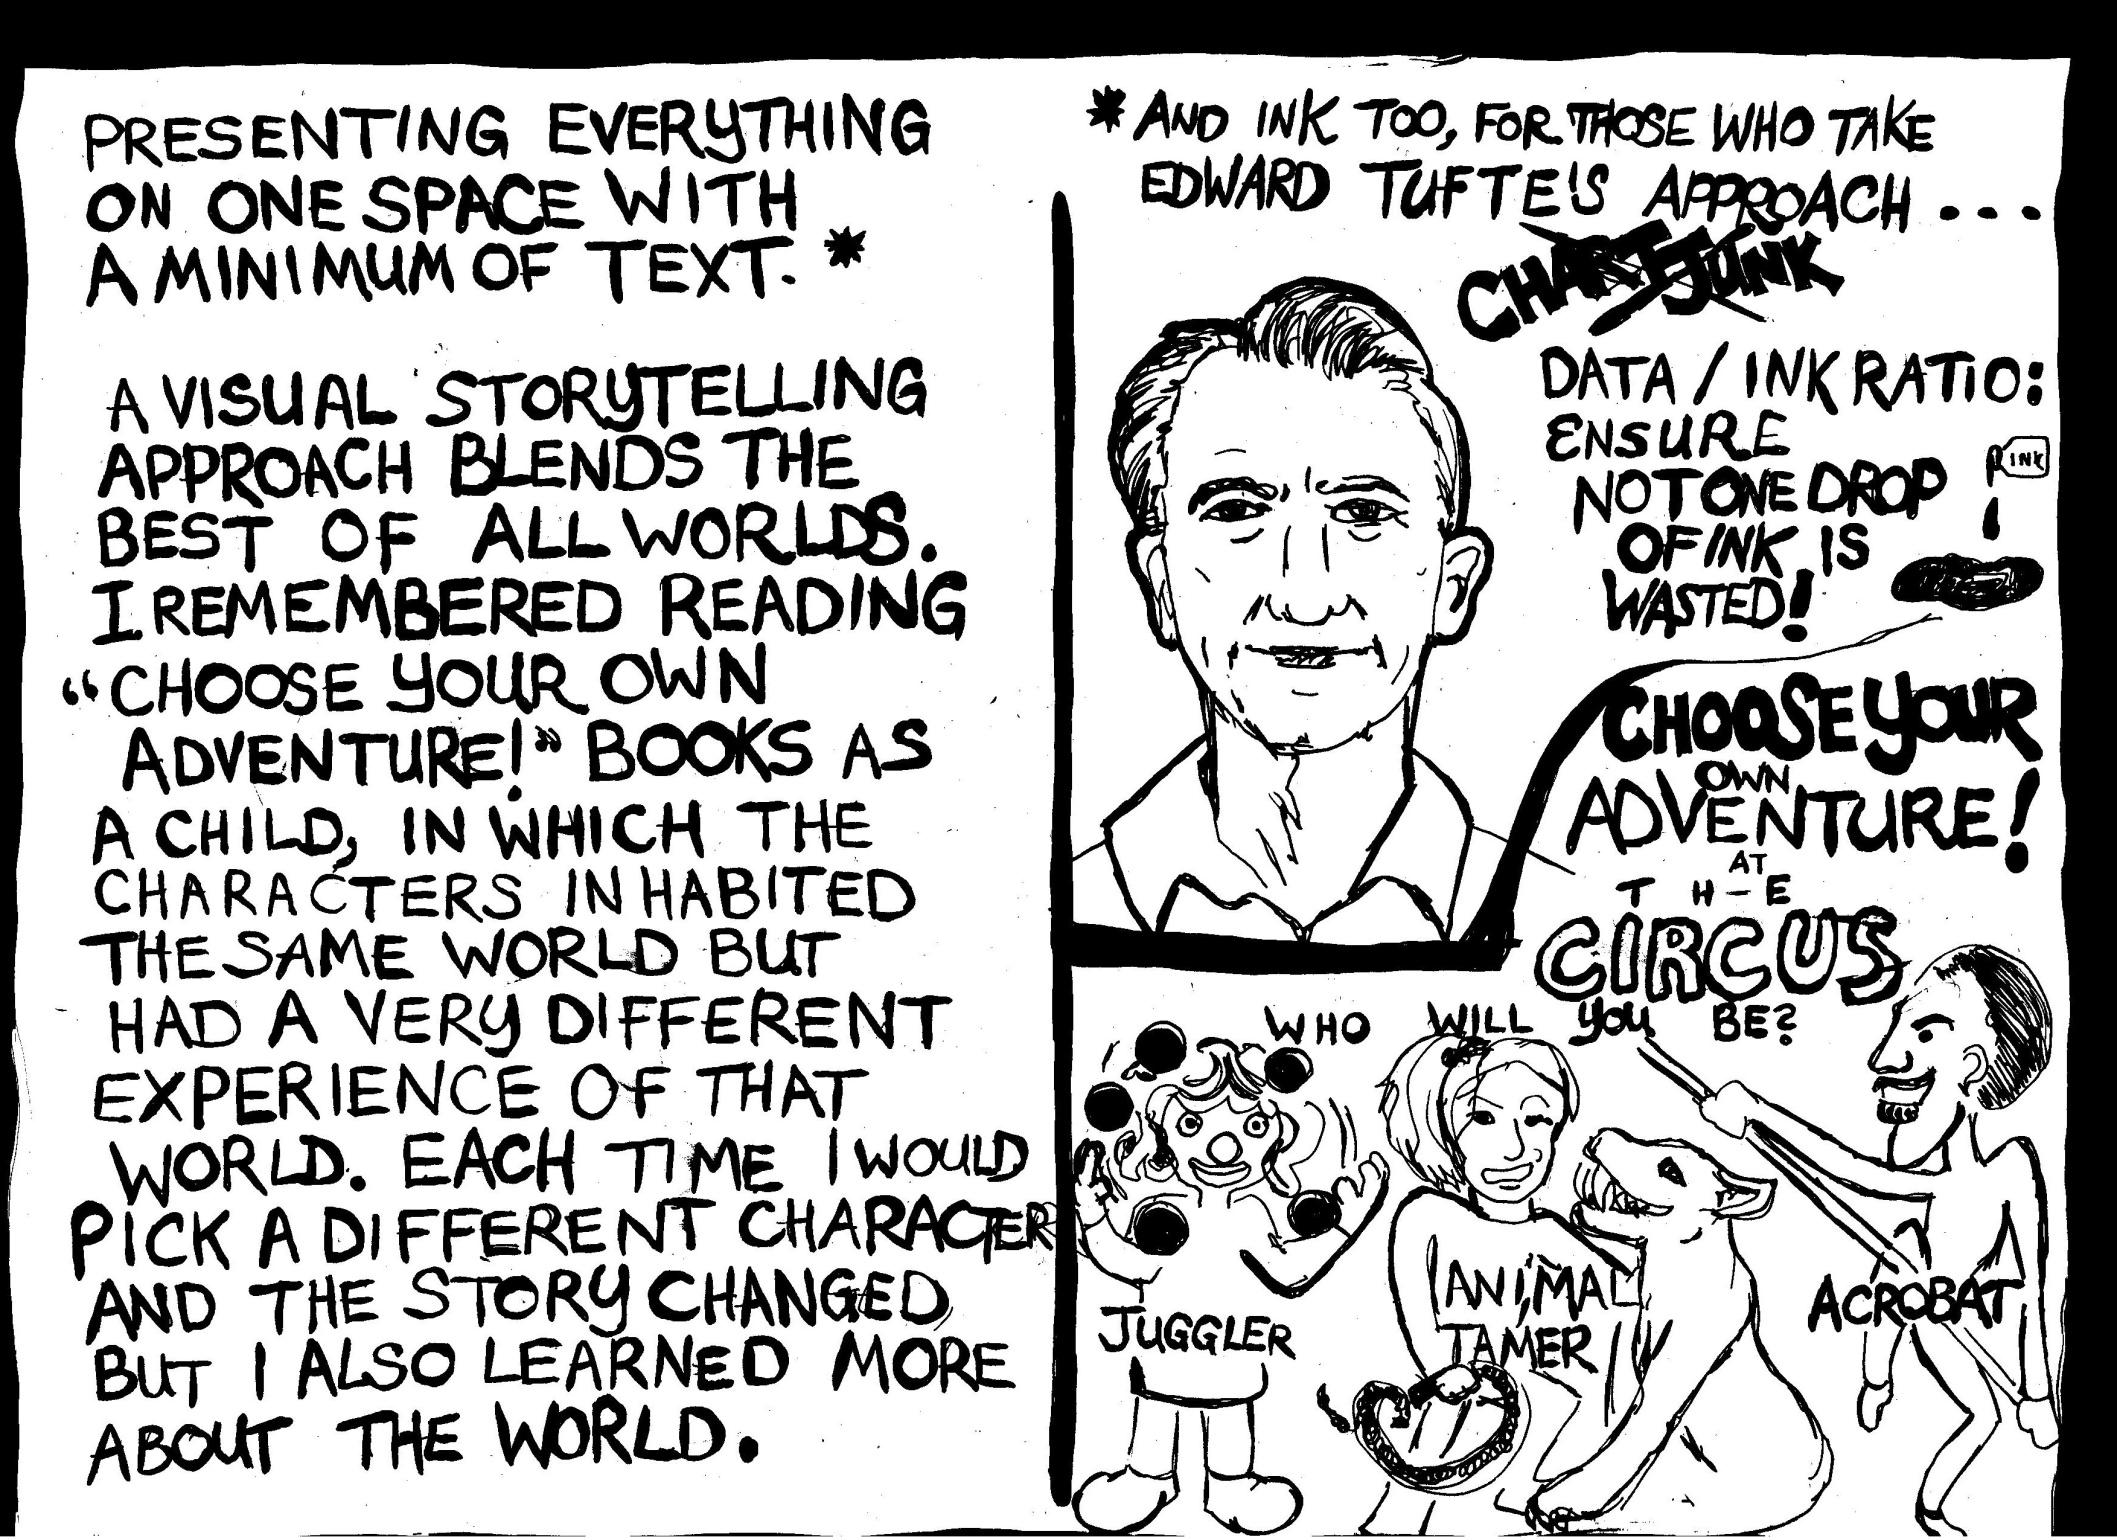 PRESENTING EVERYTHING
ON ONE SPACE WITH
A MINIMUM OF TEXT. *
A VISUAL STORYTELLING
APPROACH BLENDS THE
BEST OF ALL WORLDS.
I REMEMBERED READING
"CHOOSE YOUR OWN
ADVENTURE!" BOOKS AS
A CHILD, IN WHICH THE
CHARACTERS INHABITED
THE SAME WORLD BUT
HAD A VERY DIFFERENT
EXPERIENCE OF THAT
WORLD. EACH TIME I WOULD
PICK A DIFFERENT CHARACTER
AND THE STORY CHANGED
BUT I ALSO LEARNED MORE
ABOUT THE WORLD.
* AND INK TOO, FOR THOSE WHO TAKE
EDWARD TUFTE'S APPROACH ...
CHARTJUNK
DATA / INK RATIO:
ENSURE
NOT ONE DROP
OF INK IS
WASTED!
INK
CHOOSE YOUR
OWN
ADVENTURE!
AT
THE
CIRCUS
WHO WILL YOU BE?
JUGGLER
ANIMAL
TAMER
ACROBAT